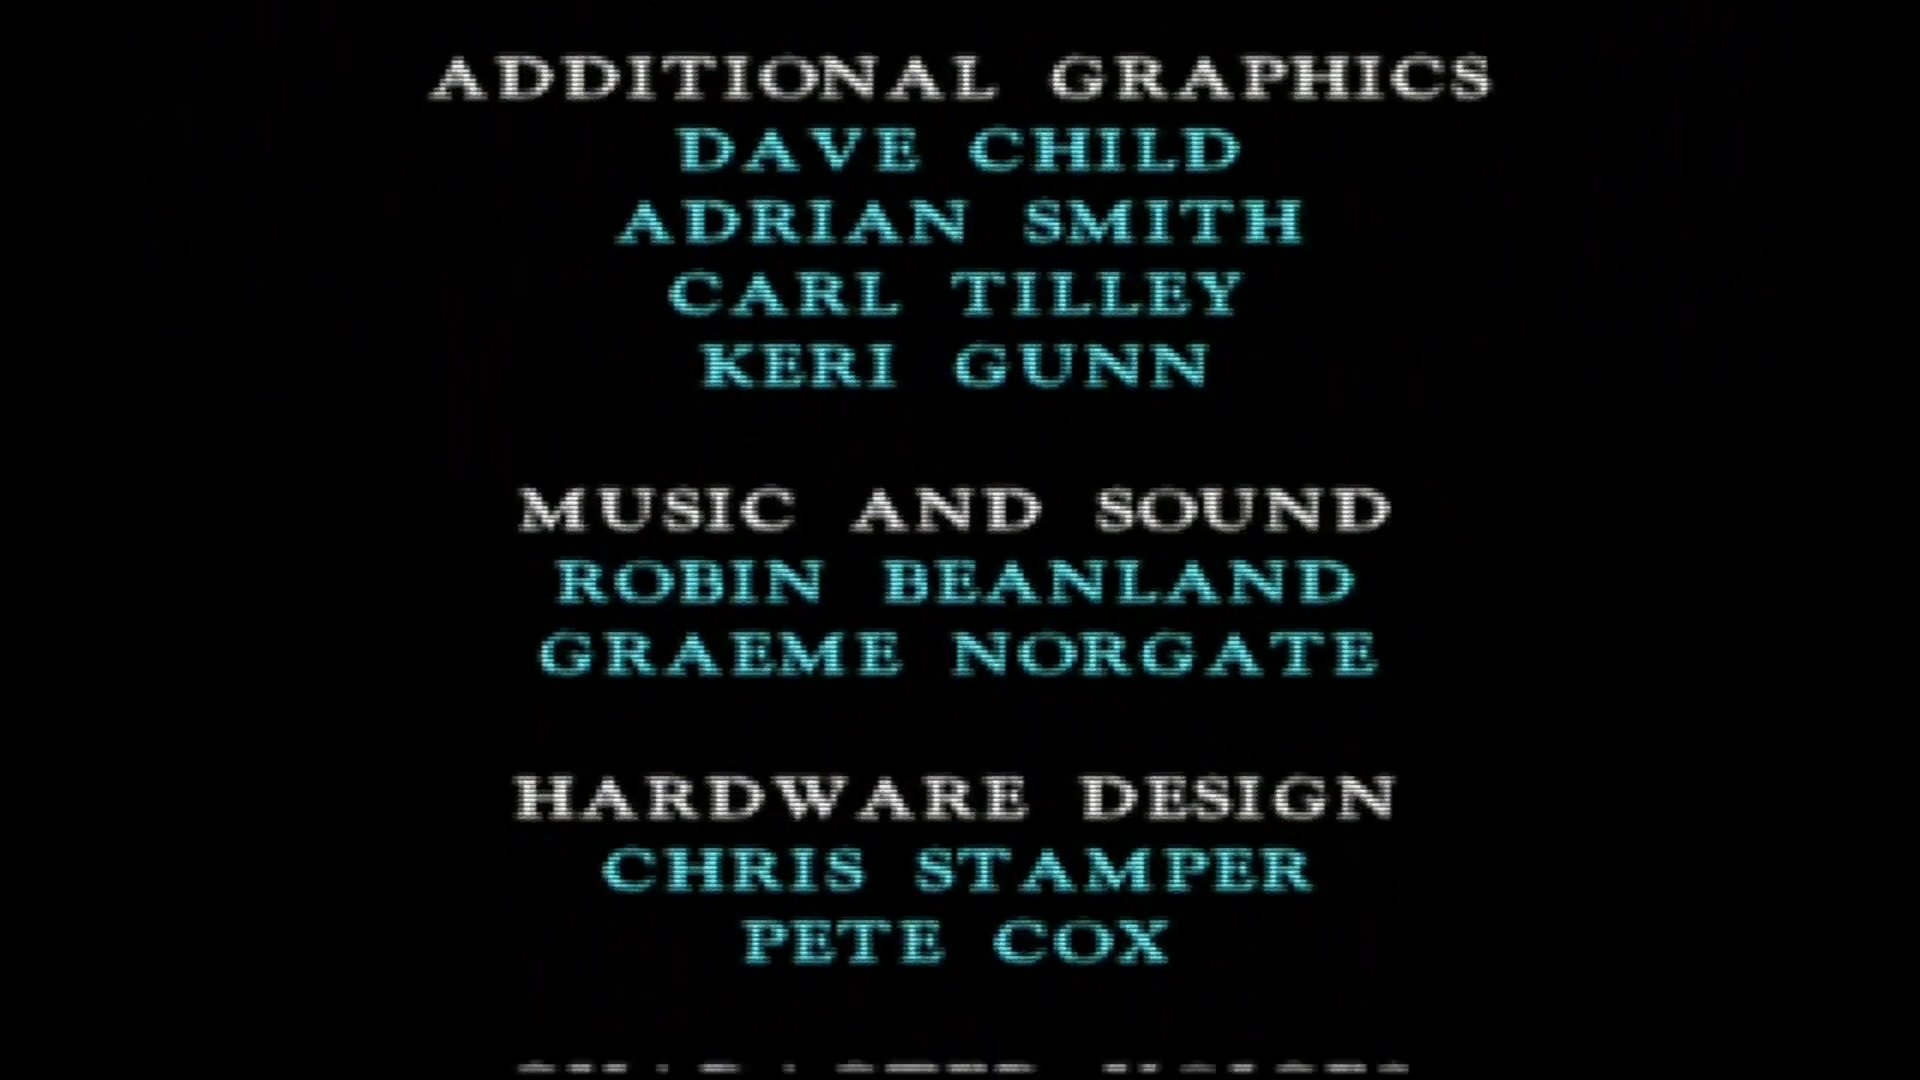 ADDITIONAL GRAPHICS
DAVE CHILD
ADRIAN SMITH
CARL TILLEY
KERI GUNN
MUSIC AND SOUND
ROBIN BEANLAND
GRAEME NORGATE
HARDWARE DESIGN
CHRIS STAMPER
PETE COX